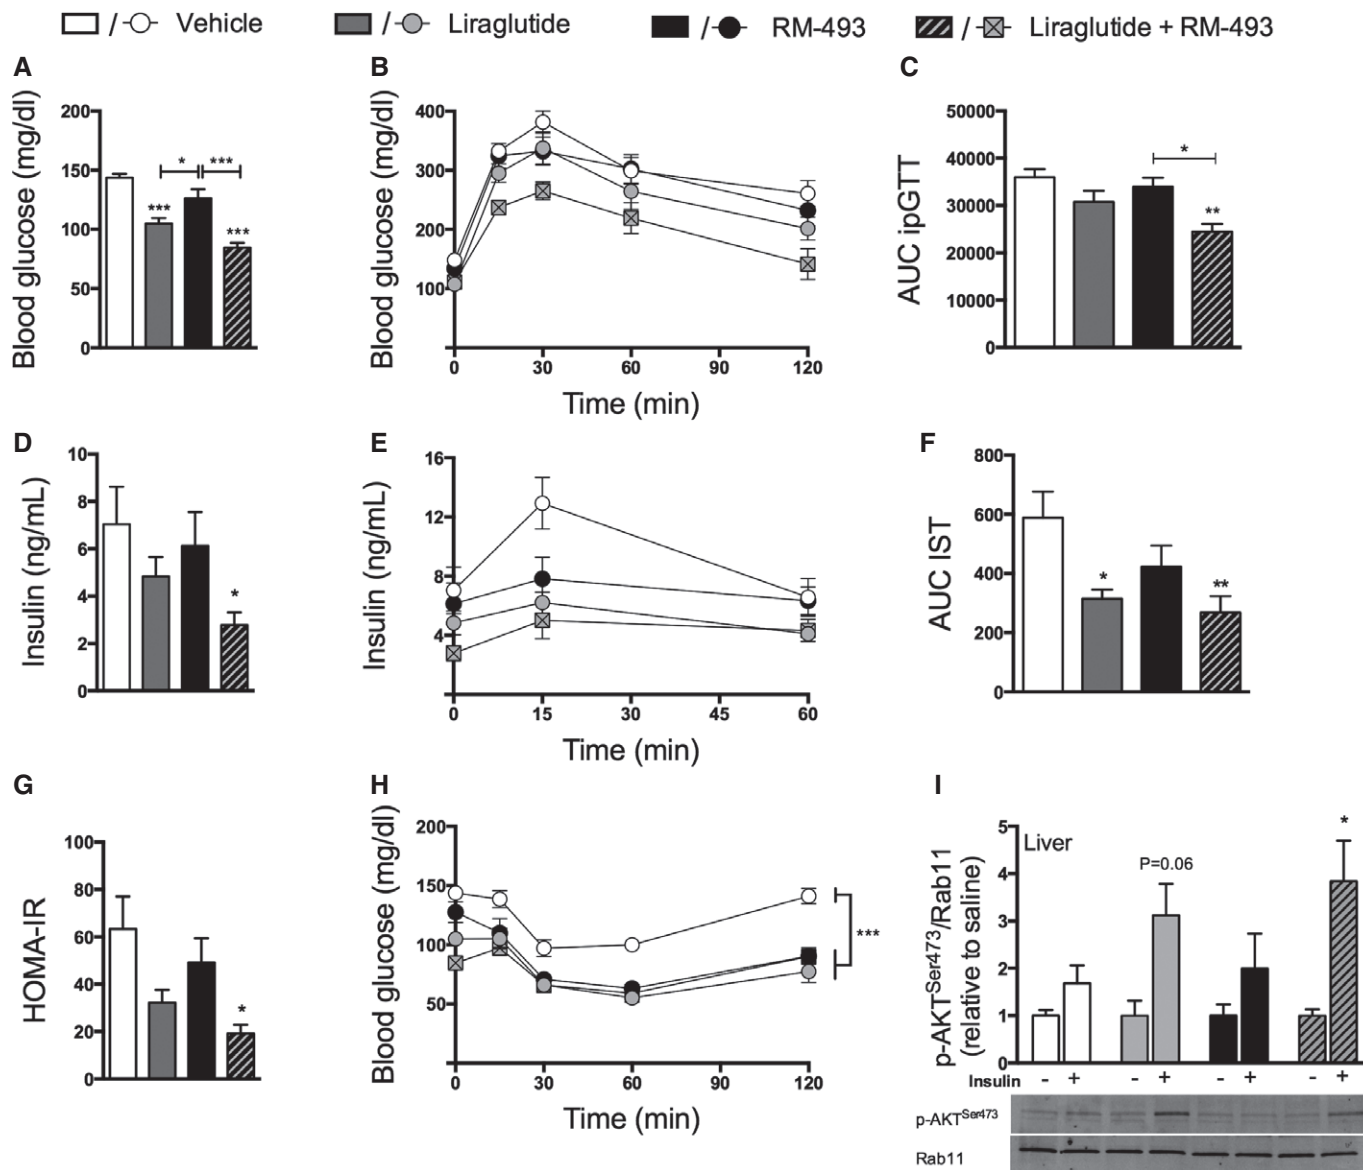 / Vehicle / Liraglutide / RM-493 / Liraglutide + RM-493
A
Blood glucose (mg/dl)
200
150
100
50
0
***
*
***
***
B
Blood glucose (mg/dl)
400
300
200
100
0 30 60 90 120
Time (min)
C
AUC ipGTT
50000
40000
30000
20000
10000
0
*
**
D
Insulin (ng/mL)
10
8
6
4
2
0
*
E
Insulin (ng/mL)
16
12
8
4
0 15 30 45 60
Time (min)
F
AUC IST
800
600
400
200
0
*
**
G
HOMA-IR
100
80
60
40
20
0
*
H
Blood glucose (mg/dl)
200
150
100
50
0 30 60 90 120
Time (min)
***
I
p-AKTSer473/Rab11
(relative to saline)
5
4
3
2
1
0
Liver
P=0.06
*
Insulin - + - + - + - +
p-AKTSer473
Rab11